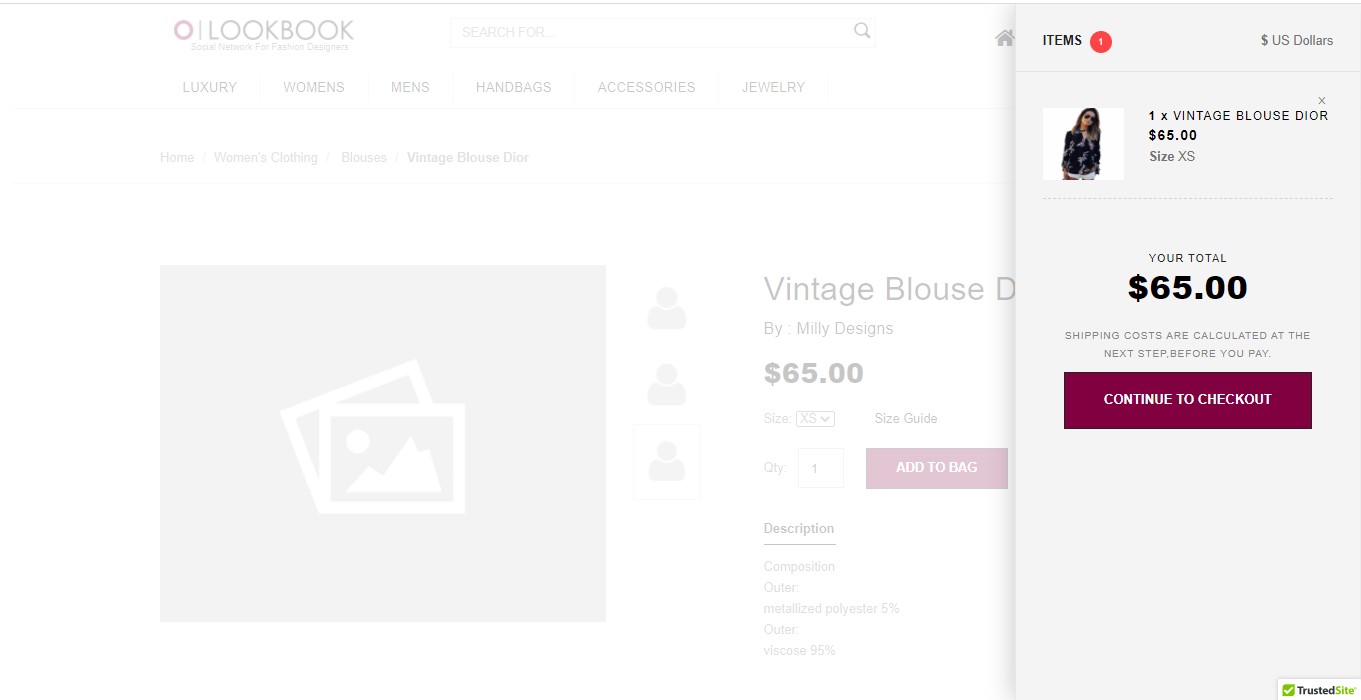 LOOKBOOK
Social Network For Fashion Designers
SEARCH FOR...
LUXURY
WOMENS
MENS
HANDBAGS
ACCESSORIES
JEWELRY
Home / Women's Clothing / Blouses / Vintage Blouse Dior
Vintage Blouse D
By : Milly Designs
$65.00
Size: XS
Size Guide
Qty: 1
ADD TO BAG
Description
Composition
Outer:
metallized polyester 5%
Outer:
viscose 95%
ITEMS 1
$ US Dollars
x
1 x VINTAGE BLOUSE DIOR
$65.00
Size XS
YOUR TOTAL
$65.00
SHIPPING COSTS ARE CALCULATED AT THE
NEXT STEP,BEFORE YOU PAY.
CONTINUE TO CHECKOUT
TrustedSite